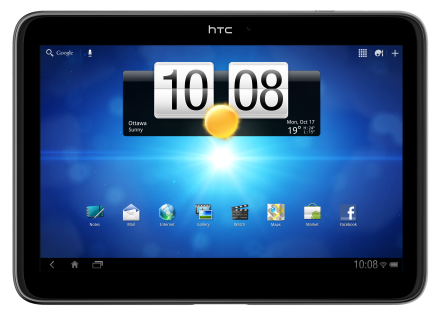 hTC
Google
10 08
Ottawa
Sunny
Mon, Oct 17
19°
Notes Mail Internet Gallery Watch Maps Market Facebook
10:08